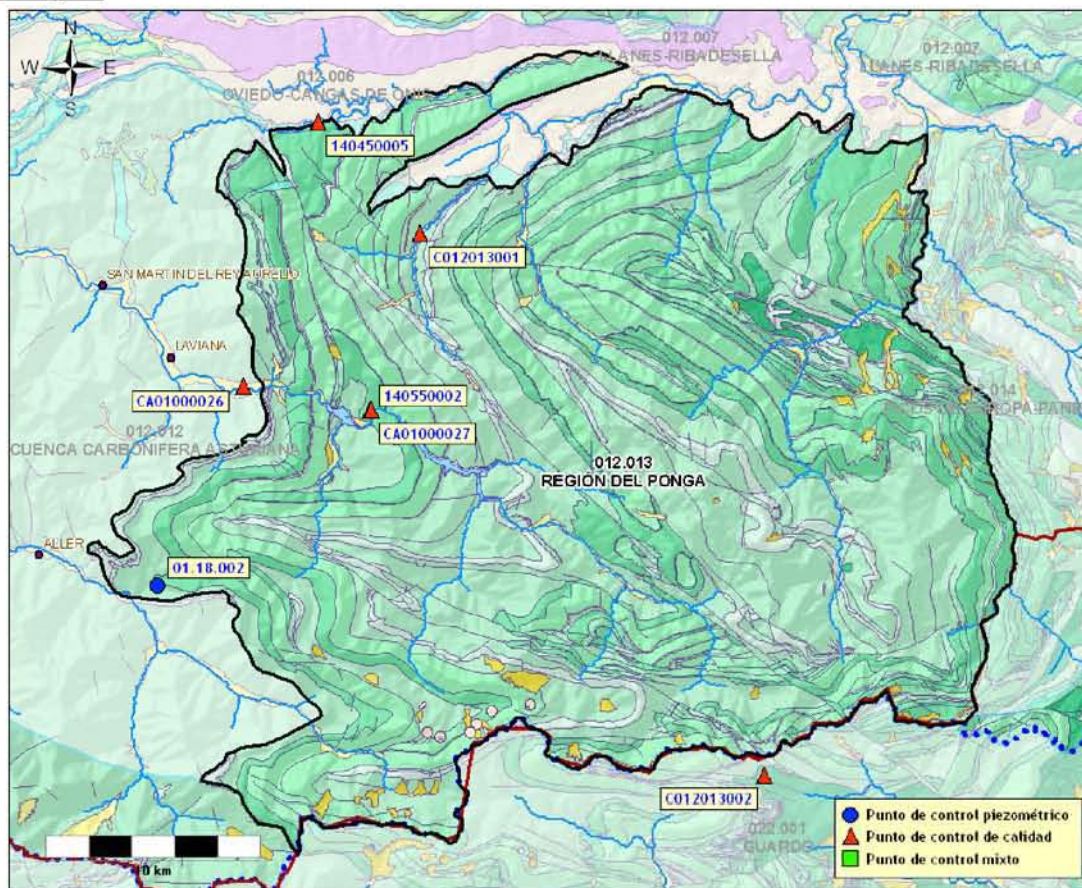 N
W E
S
012.006
OVIEDO-CANGAS DE ONIS
012.007
LLANES-RIBADESELLA
012.007
LLANES-RIBADESELLA
140450005
C012013001
SAN MARTIN DEL REY AURELIO
LAVIANA
CA01000026
140550002
CA01000027
012.012
CUENCA CARBONIFERA ASTURIANA
012.013
REGIÓN DEL PONGA
.014
ALLER
01.18.002
C012013002
022.001
GUARDO
10 km
Punto de control piezométrico
Punto de control de calidad
Punto de control mixto